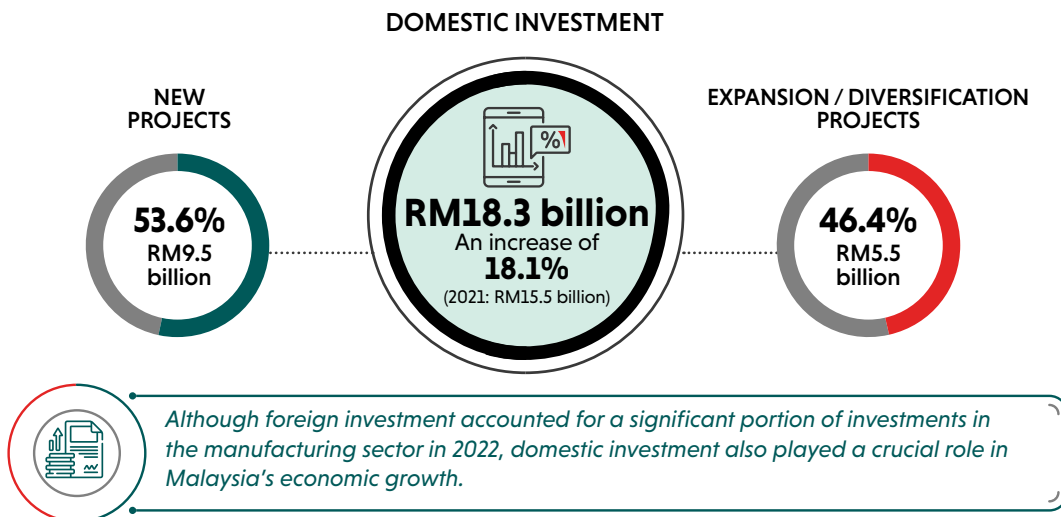 DOMESTIC INVESTMENT
NEW
PROJECTS
53.6%
RM9.5
billion
%
RM18.3 billion
An increase of
18.1%
(2021: RM15.5 billion)
EXPANSION / DIVERSIFICATION
PROJECTS
46.4%
RM5.5
billion
Although foreign investment accounted for a significant portion of investments in
the manufacturing sector in 2022, domestic investment also played a crucial role in
Malaysia's economic growth.